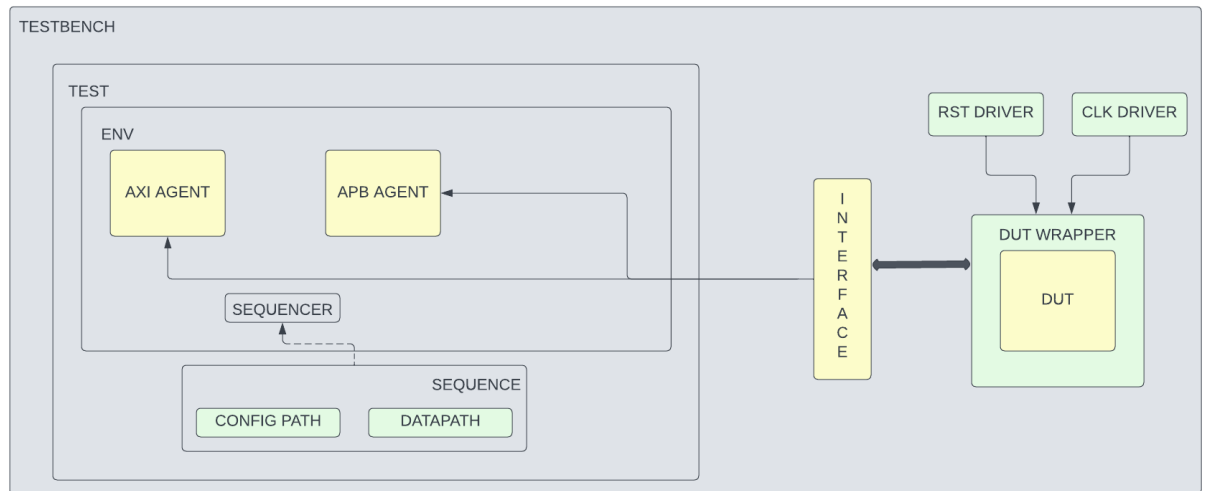 TESTBENCH
TEST
RST DRIVER
CLK DRIVER
ENV
AXI AGENT
APB AGENT
I
N
T
E
R
F
A
C
E
DUT WRAPPER
DUT
SEQUENCER
SEQUENCE
CONFIG PATH
DATAPATH